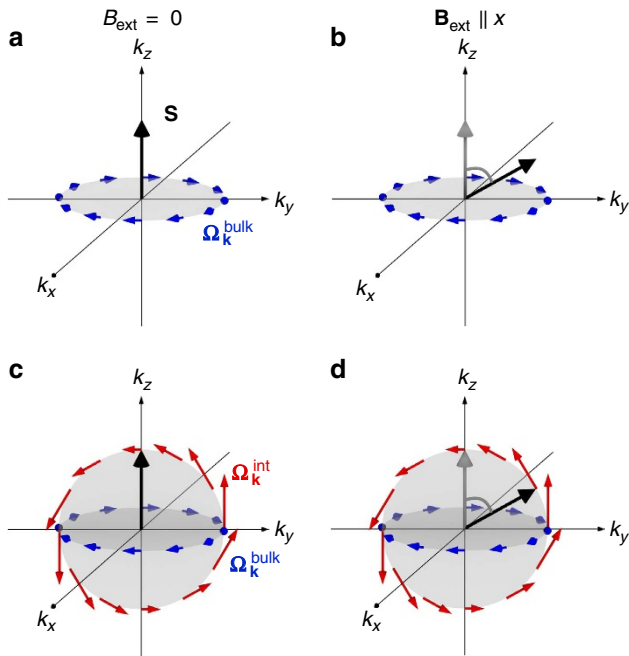 B_ext = 0
B_ext ∥ x
a
b
k_z
k_z
S
k_y
k_y
Ω_k^bulk
k_x
k_x
c
d
k_z
k_z
Ω_k^int
k_y
k_y
Ω_k^bulk
k_x
k_x